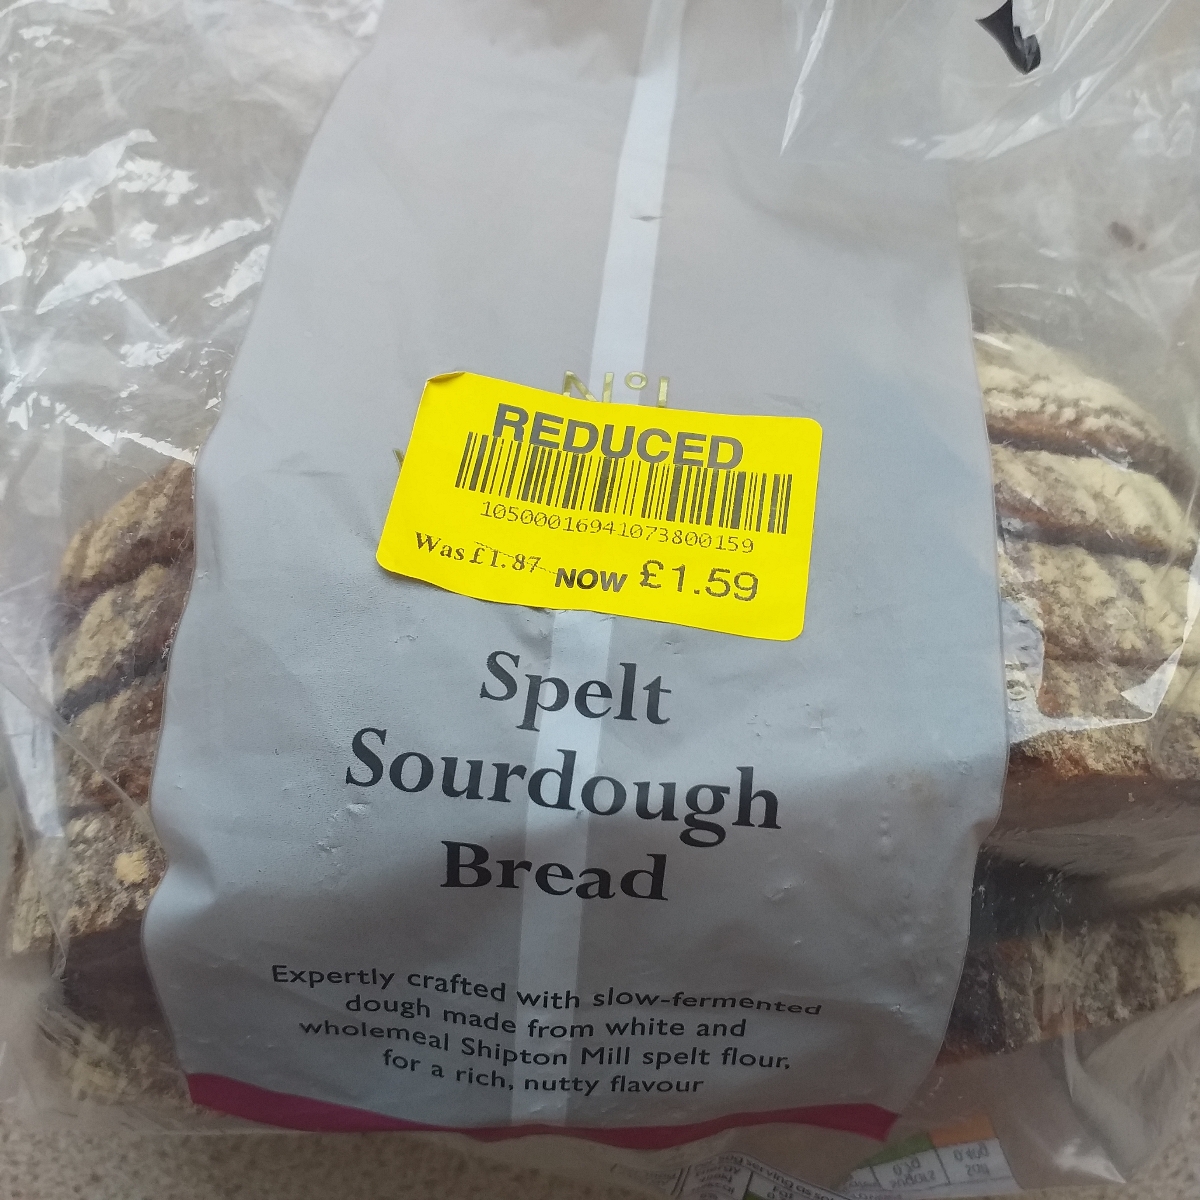 N°1
REDUCED
10500016941073800159
Was £1.87 NOW £1.59
Spelt
Sourdough
Bread
Expertly crafted with slow-fermented
dough made from white and
wholemeal Shipton Mill spelt flour,
for a rich, nutty flavour